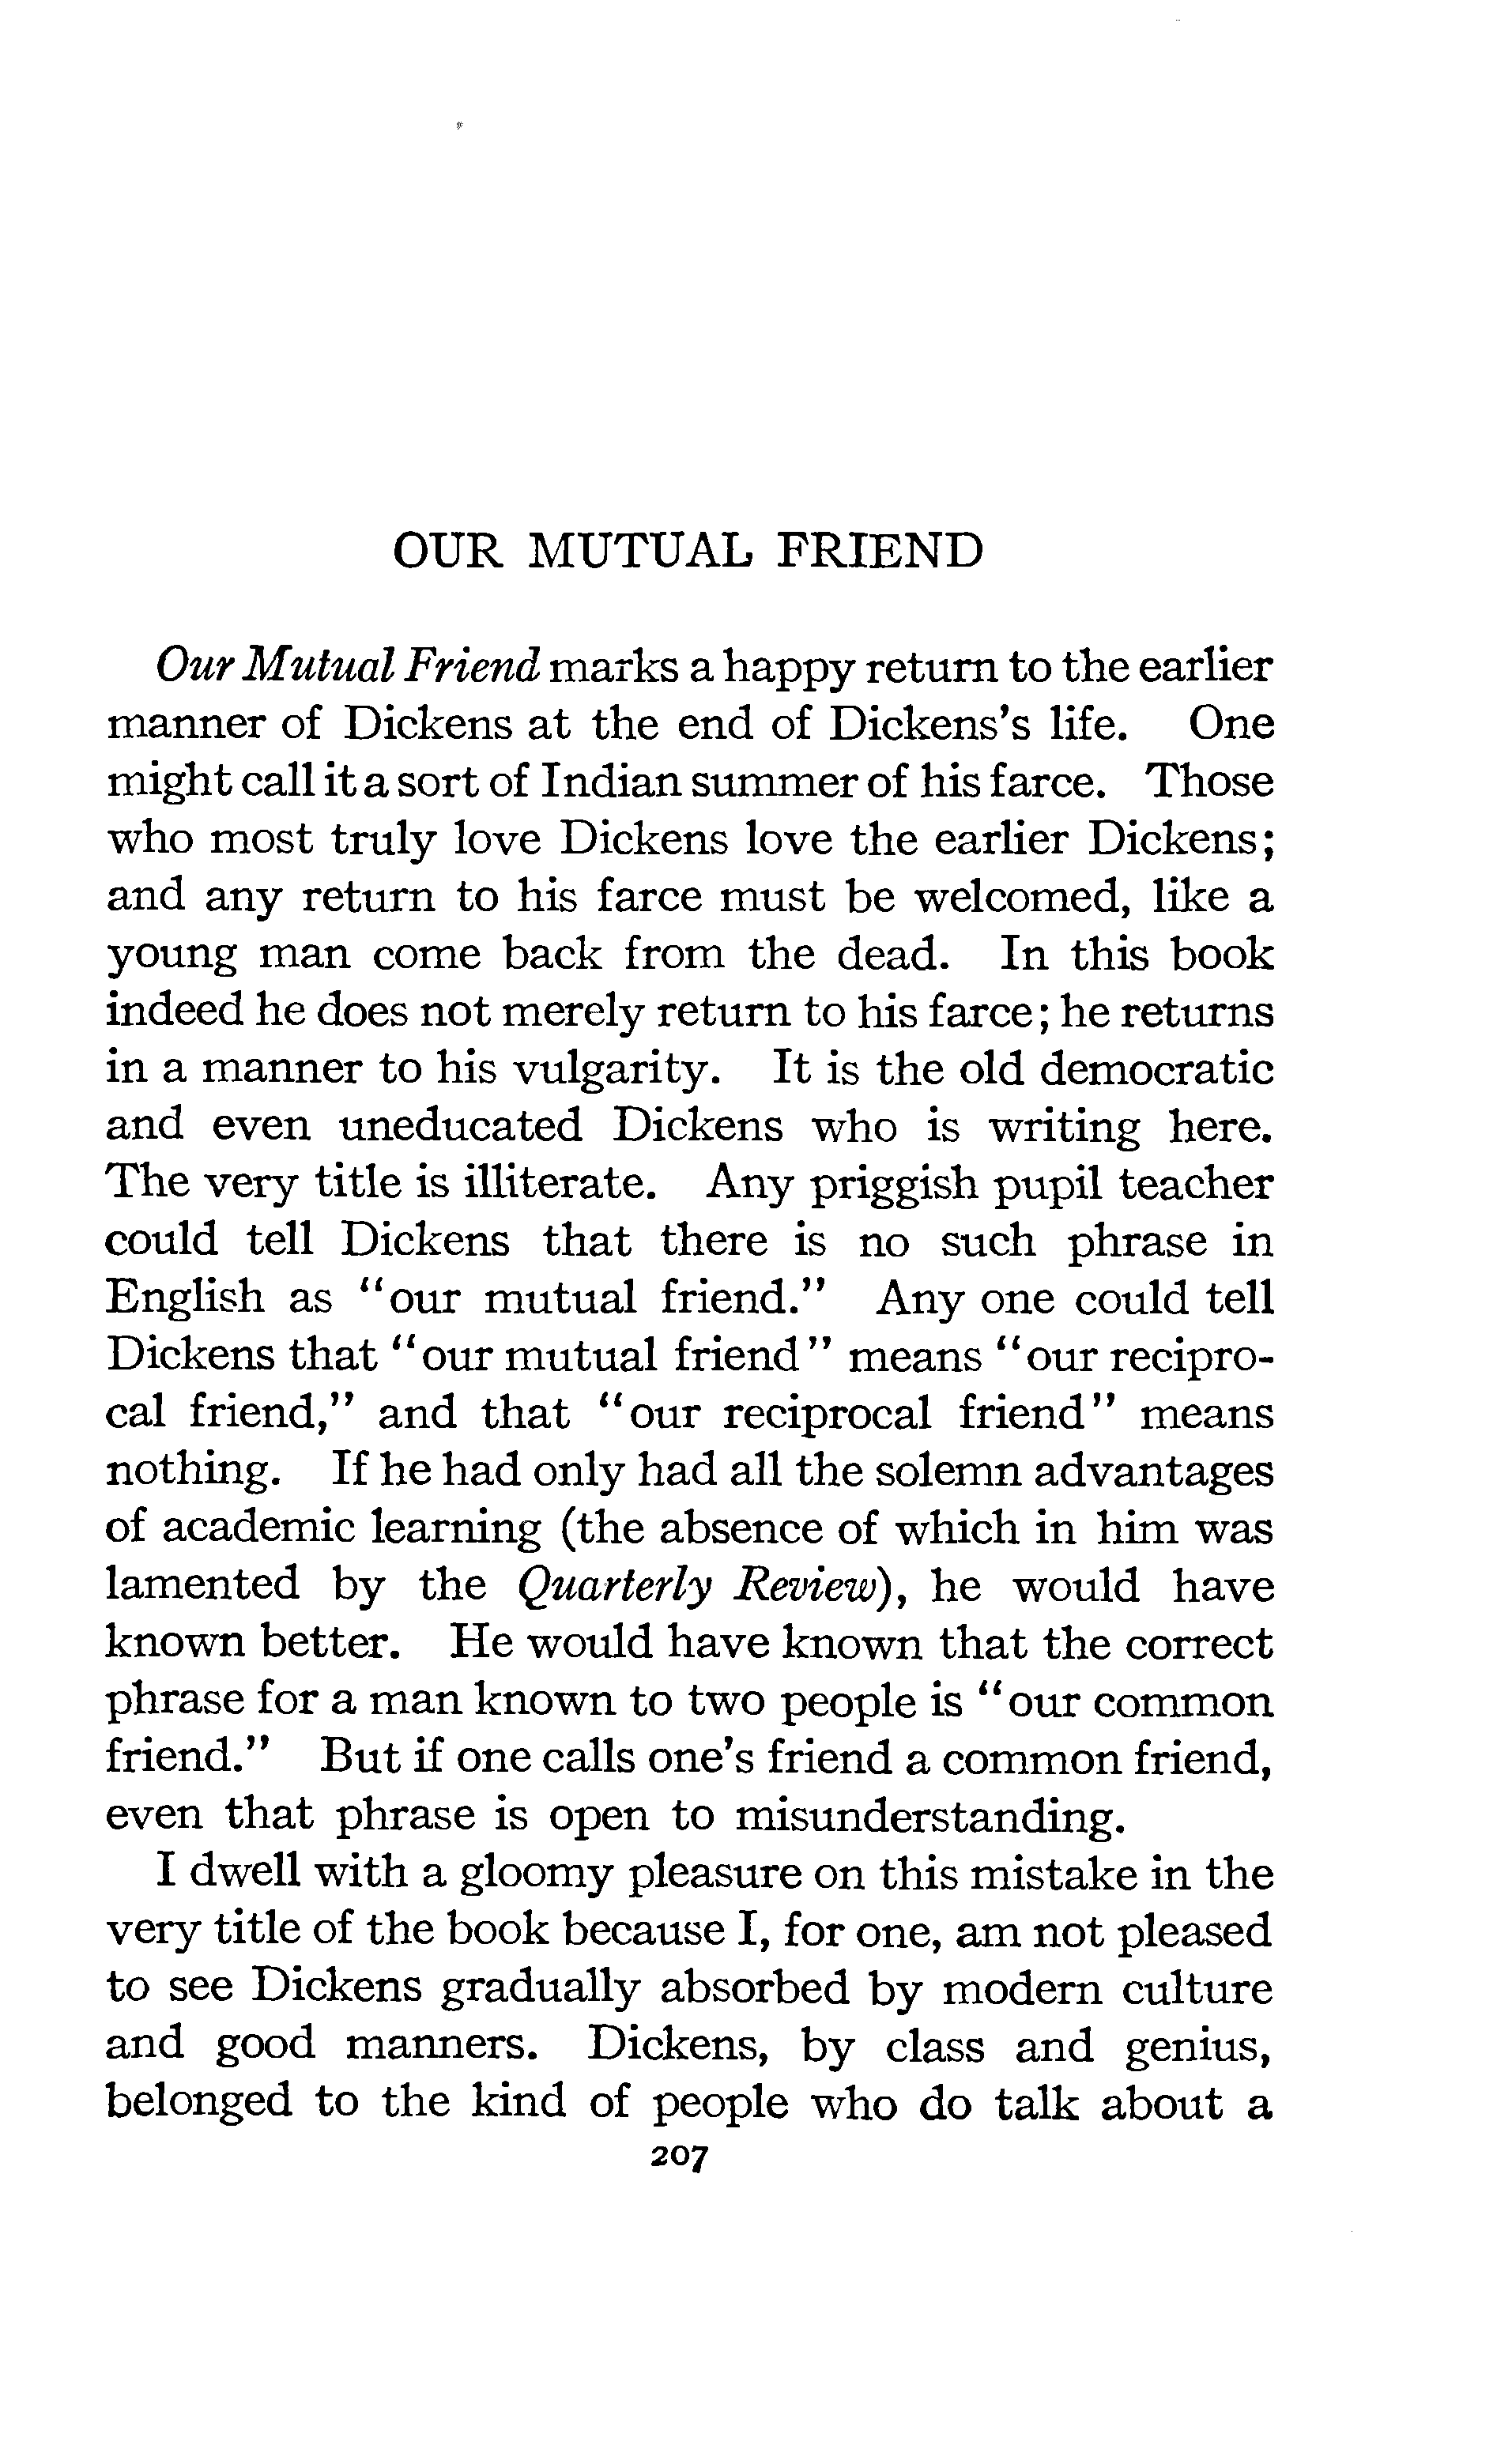 OUR MUTUAL FRIEND
Our Mutual Friend marks a happy return to the earlier
manner of Dickens at the end of Dickens's life. One
might call it a sort of Indian summer of his farce. Those
who most truly love Dickens love the earlier Dickens;
and any return to his farce must be welcomed, like a
young man come back from the dead. In this book
indeed he does not merely return to his farce; he returns
in a manner to his vulgarity. It is the old democratic
and even uneducated Dickens who is writing here.
The very title is illiterate. Any priggish pupil teacher
could tell Dickens that there is no such phrase in
English as "our mutual friend." Any one could tell
Dickens that "our mutual friend" means "our recipro-
cal friend," and that "our reciprocal friend" means
nothing. If he had only had all the solemn advantages
of academic learning (the absence of which in him was
lamented by the Quarterly Review), he would have
known better. He would have known that the correct
phrase for a man known to two people is "our common
friend." But if one calls one's friend a common friend,
even that phrase is open to misunderstanding.
I dwell with a gloomy pleasure on this mistake in the
very title of the book because I, for one, am not pleased
to see Dickens gradually absorbed by modern culture
and good manners. Dickens, by class and genius,
belonged to the kind of people who do talk about a
207